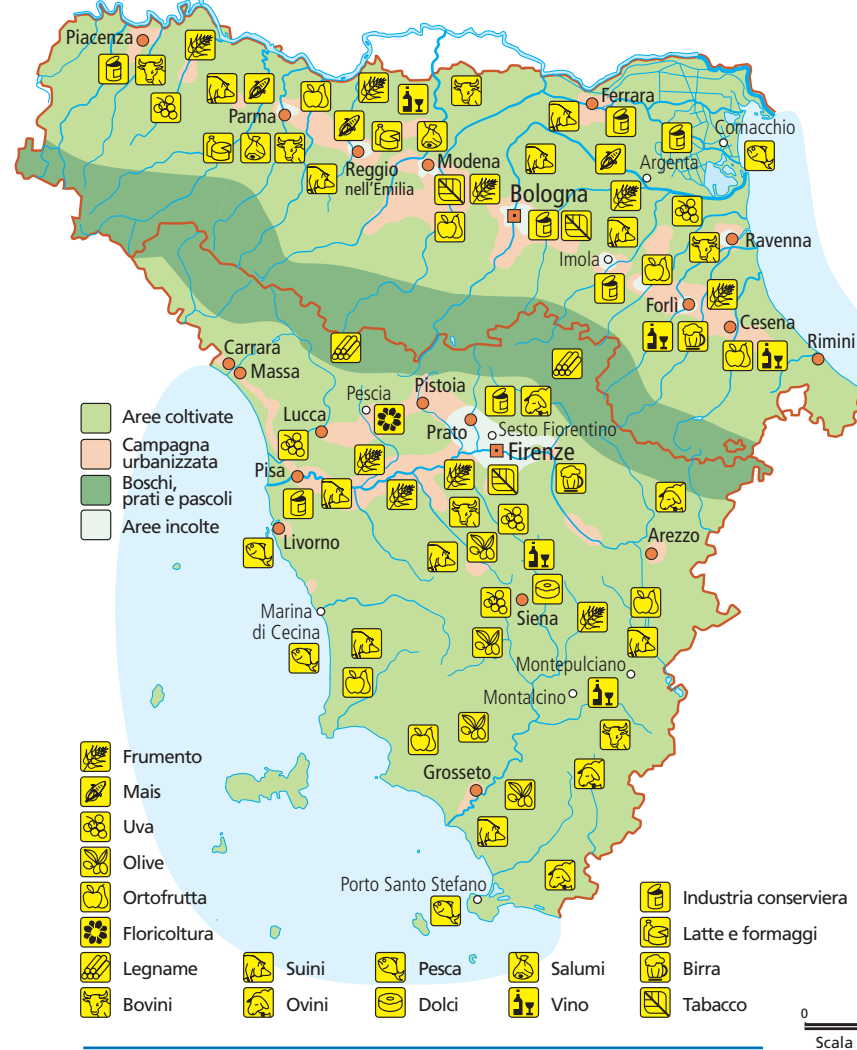 Piacenza
Parma
Reggio
nell'Emilia
Modena
Ferrara
Comacchio
Argenta
Bologna
Imola
Ravenna
Forlì
Cesena
Rimini
Carrara
Massa
Pescia
Pistoia
Lucca
Prato
Sesto Fiorentino
Firenze
Pisa
Livorno
Arezzo
Marina
di Cecina
Siena
Montepulciano
Montalcino
Grosseto
Porto Santo Stefano
Aree coltivate
Campagna
urbanizzata
Boschi,
prati e pascoli
Aree incolte
Frumento
Mais
Uva
Olive
Ortofrutta
Floricoltura
Legname
Bovini
Suini
Ovini
Pesca
Dolci
Salumi
Vino
Industria conserviera
Latte e formaggi
Birra
Tabacco
0
Scala